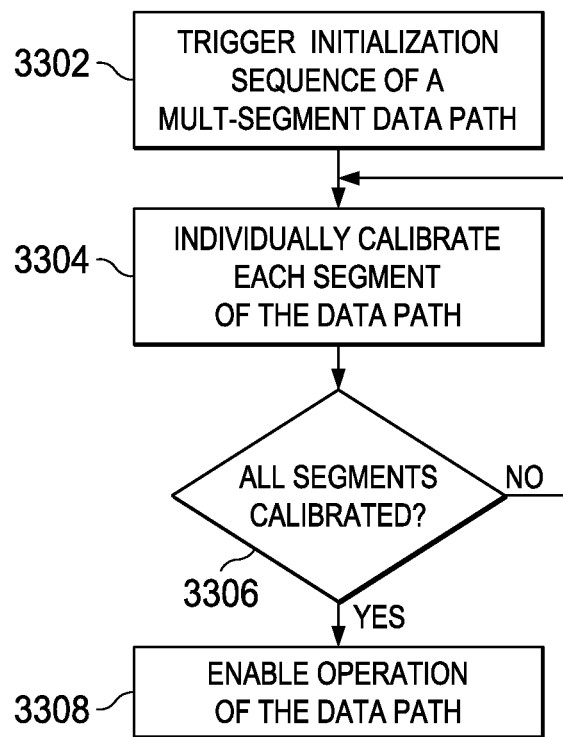 3302
TRIGGER INITIALIZATION
SEQUENCE OF A
MULT-SEGMENT DATA PATH
3304
INDIVIDUALLY CALIBRATE
EACH SEGMENT
OF THE DATA PATH
ALL SEGMENTS
CALIBRATED?
NO
3306
YES
3308
ENABLE OPERATION
OF THE DATA PATH